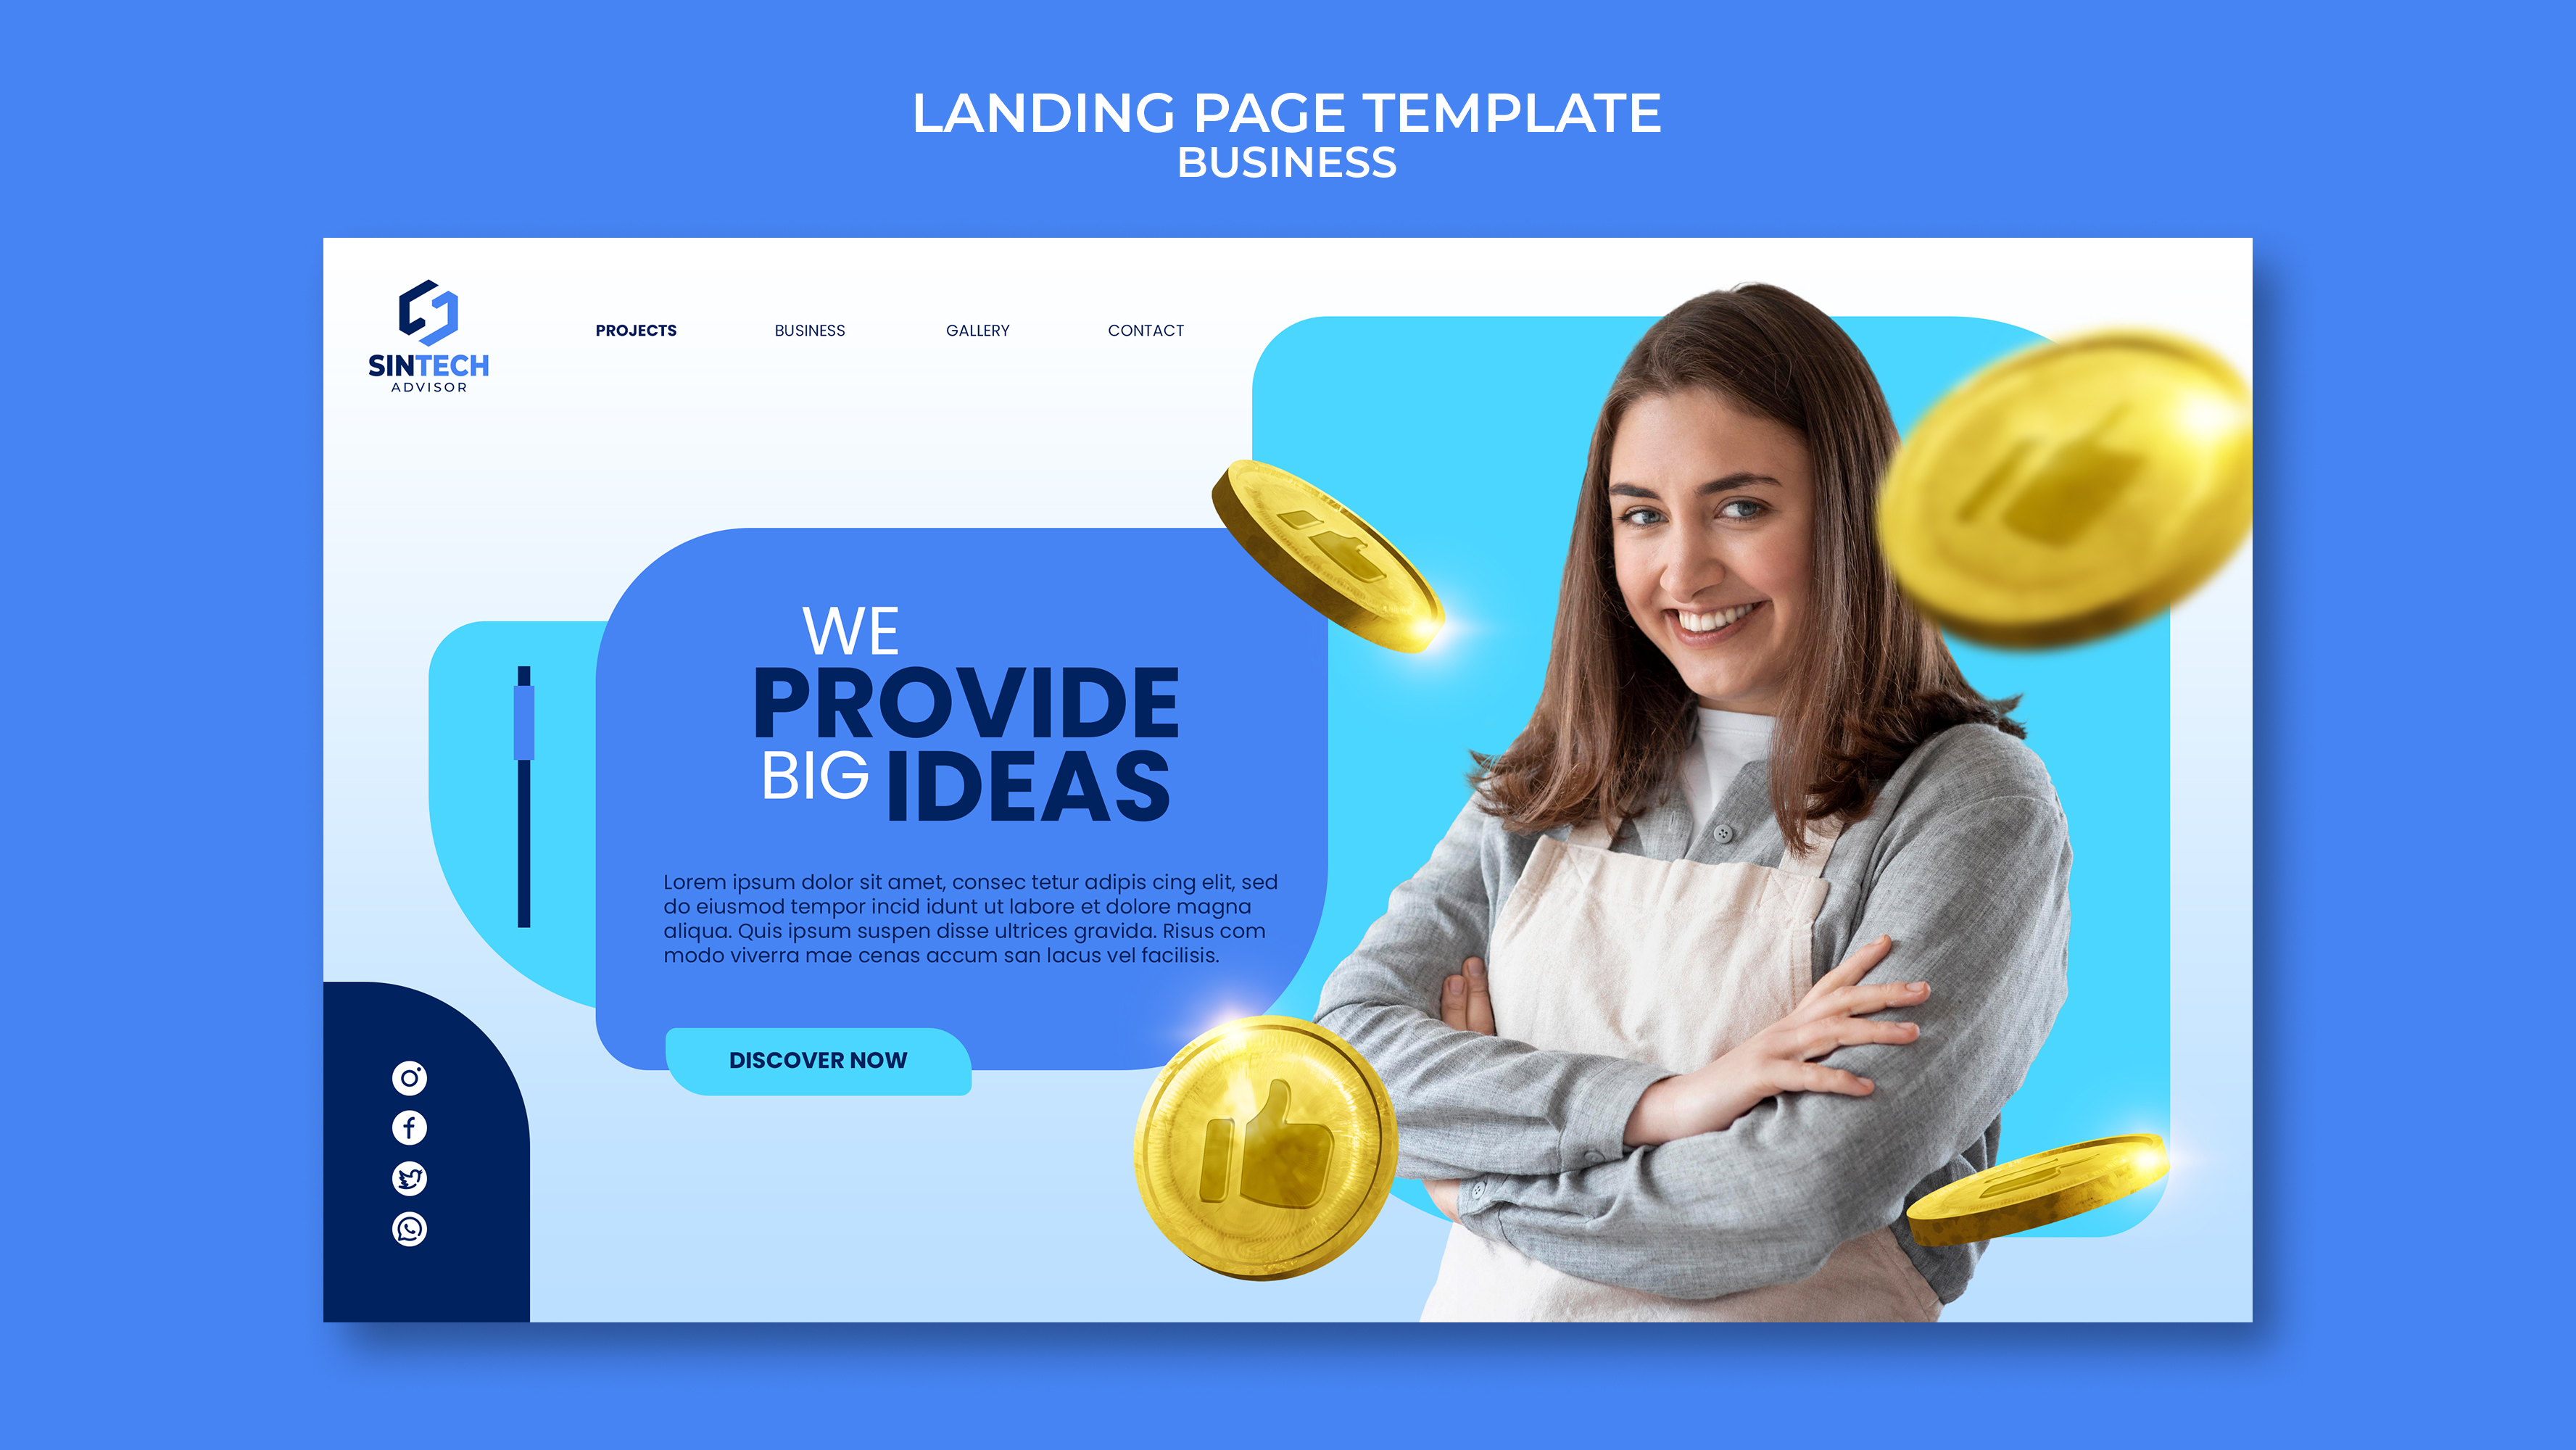 LANDING PAGE TEMPLATE
BUSINESS
SINTECH
ADVISOR
PROJECTS BUSINESS GALLERY CONTACT
WE
PROVIDE
BIG IDEAS
Lorem ipsum dolor sit amet, consec tetur adipis cing elit, sed
do eiusmod tempor incid idunt ut labore et dolore magna
aliqua. Quis ipsum suspen disse ultrices gravida. Risus com
modo viverra mae cenas accum san lacus vel facilisis.
DISCOVER NOW